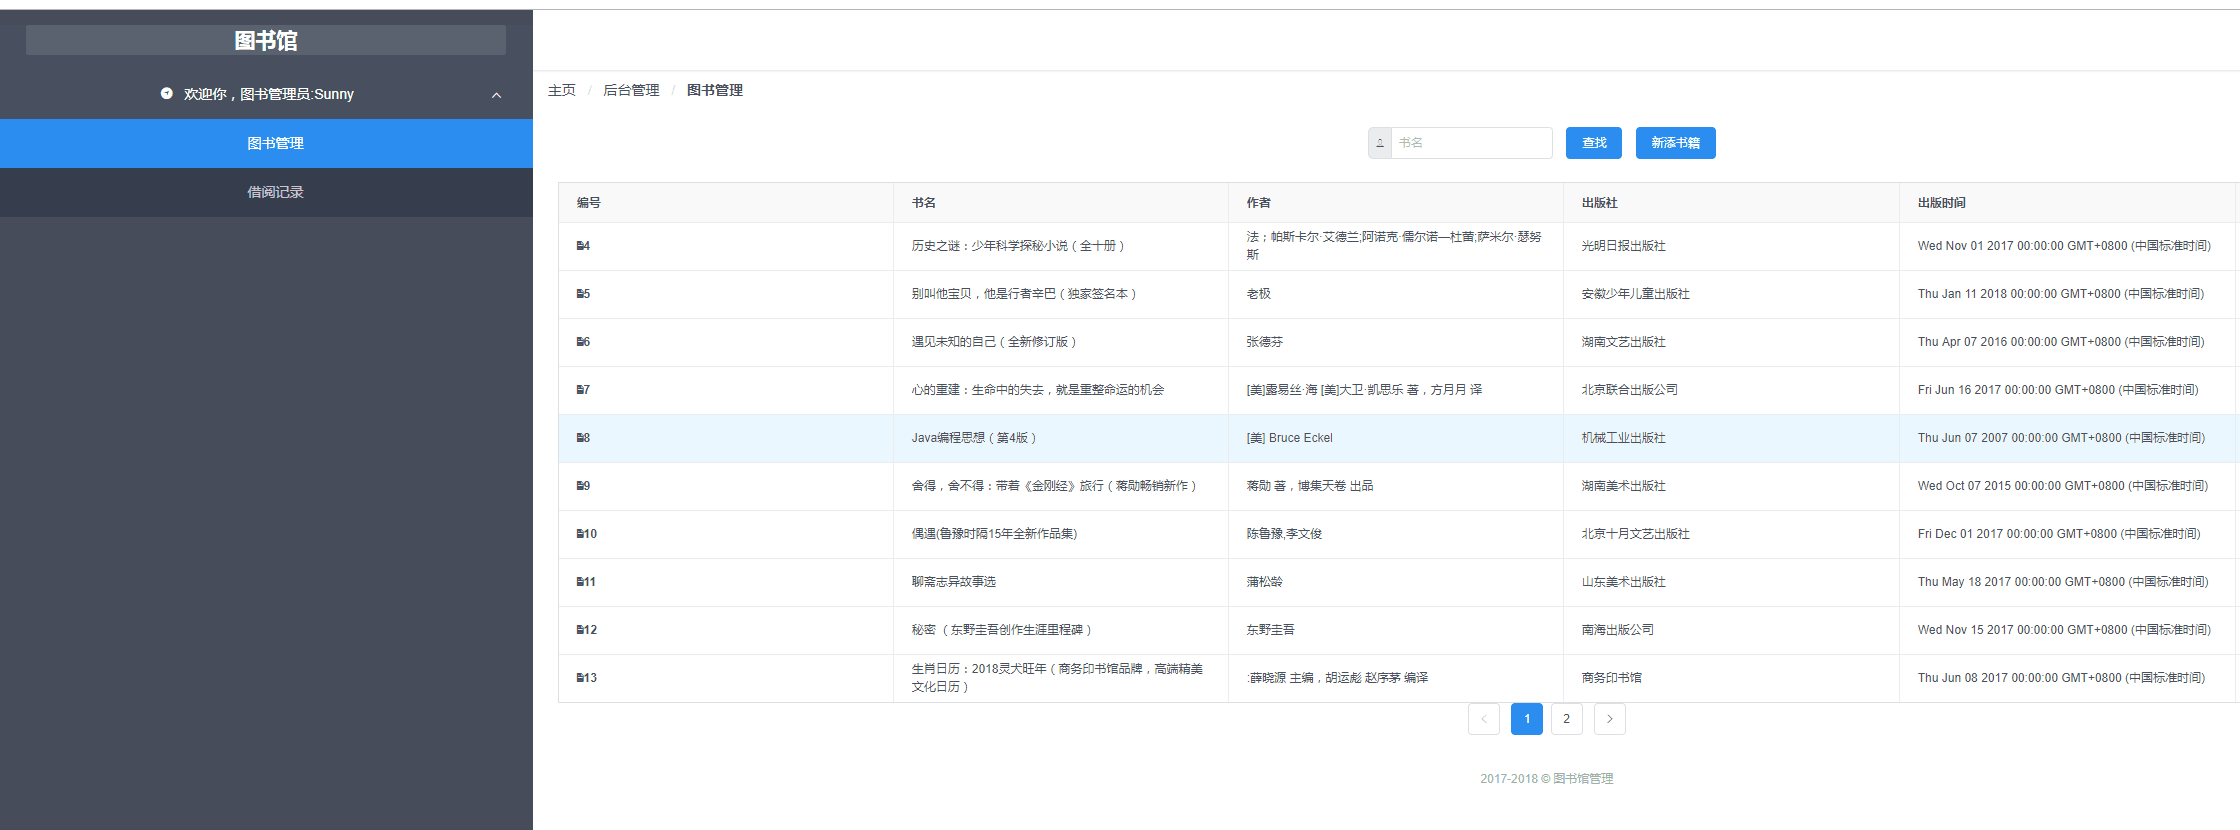 图书馆
欢迎你，图书管理员:Sunny
图书管理
借阅记录
主页 / 后台管理 / 图书管理
书名 查找 新添书籍
编号 书名 作者 出版社 出版时间
4 历史之谜：少年科学探秘小说（全十册） 法；帕斯卡尔·艾德兰;阿诺克·儒尔诺—杜茜;萨米尔·瑟努 光明日报出版社 Wed Nov 01 2017 00:00:00 GMT+0800 (中国标准时间)
斯
5 别叫他宝贝，他是行者辛巴（独家签名本） 老极 安徽少年儿童出版社 Thu Jan 11 2018 00:00:00 GMT+0800 (中国标准时间)
6 遇见未知的自己（全新修订版） 张德芬 湖南文艺出版社 Thu Apr 07 2016 00:00:00 GMT+0800 (中国标准时间)
7 心的重建：生命中的失去，就是重整命运的机会 [美]露易丝·海 [美]大卫·凯思乐 著，方月月 译 北京联合出版公司 Fri Jun 16 2017 00:00:00 GMT+0800 (中国标准时间)
8 Java编程思想（第4版） [美] Bruce Eckel 机械工业出版社 Thu Jun 07 2007 00:00:00 GMT+0800 (中国标准时间)
9 舍得，舍不得：带着《金刚经》旅行（蒋勋畅销新作） 蒋勋 著，博集天卷 出品 湖南美术出版社 Wed Oct 07 2015 00:00:00 GMT+0800 (中国标准时间)
10 偶遇(鲁豫时隔15年全新作品集) 陈鲁豫,李文俊 北京十月文艺出版社 Fri Dec 01 2017 00:00:00 GMT+0800 (中国标准时间)
11 聊斋志异故事选 蒲松龄 山东美术出版社 Thu May 18 2017 00:00:00 GMT+0800 (中国标准时间)
12 秘密 （东野圭吾创作生涯里程碑） 东野圭吾 南海出版公司 Wed Nov 15 2017 00:00:00 GMT+0800 (中国标准时间)
13 生肖日历：2018灵犬旺年（商务印书馆品牌，高端精美 :薛晓源 主编，胡运彪 赵序茅 编译 商务印书馆 Thu Jun 08 2017 00:00:00 GMT+0800 (中国标准时间)
文化日历）
< 1 2 >
2017-2018 © 图书馆管理